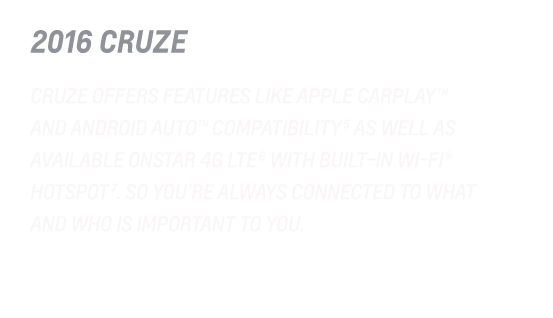 2016 CRUZE
CRUZE OFFERS FEATURES LIKE APPLE CARPLAY™
AND ANDROID AUTO™ COMPATIBILITY⁵ AS WELL AS
AVAILABLE ONSTAR 4G LTE⁶ WITH BUILT-IN WI-FI®
HOTSPOT⁷. SO YOU'RE ALWAYS CONNECTED TO WHAT
AND WHO IS IMPORTANT TO YOU.